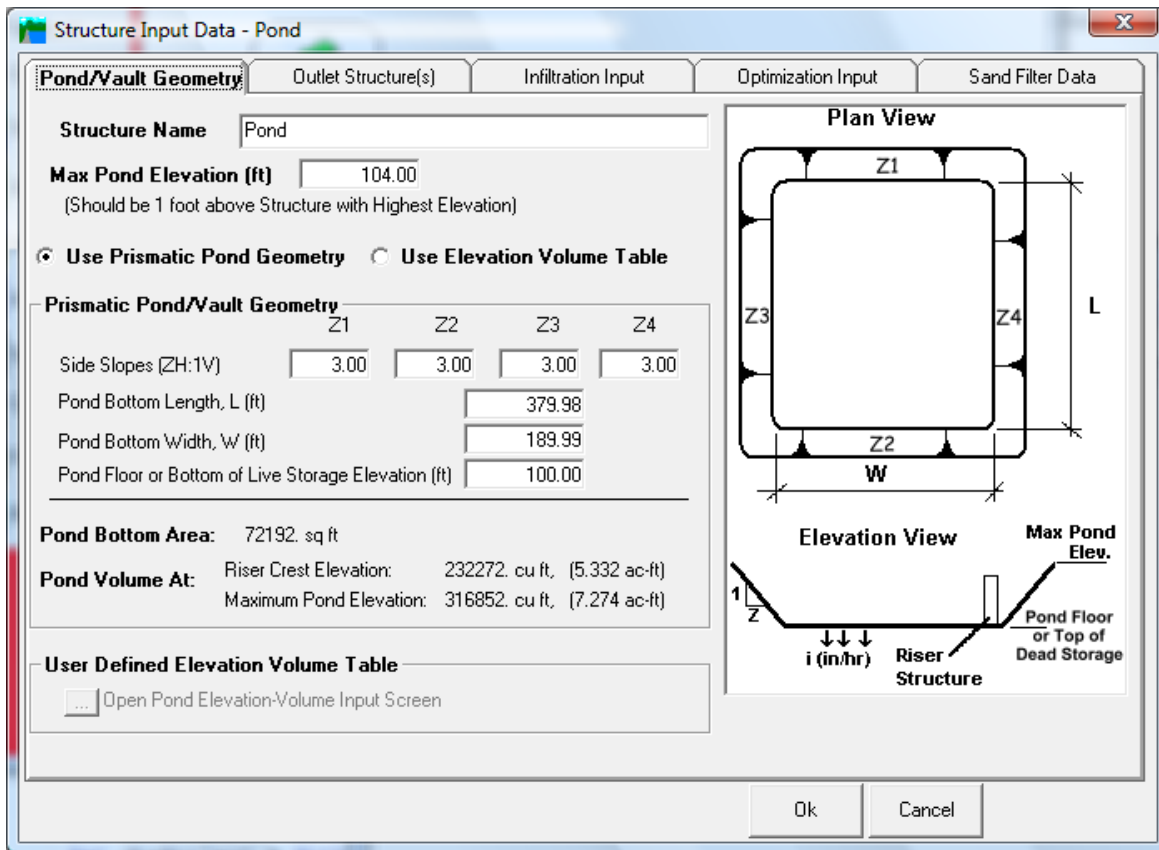 Structure Input Data - Pond
X
Pond/Vault Geometry Outlet Structure(s) Infiltration Input Optimization Input Sand Filter Data
Structure Name Pond
Max Pond Elevation (ft) 104.00
(Should be 1 foot above Structure with Highest Elevation)
Use Prismatic Pond Geometry Use Elevation Volume Table
Prismatic Pond/Vault Geometry
Z1 Z2 Z3 Z4
Side Slopes (ZH:1V) 3.00 3.00 3.00 3.00
Pond Bottom Length, L (ft) 379.98
Pond Bottom Width, W (ft) 189.99
Pond Floor or Bottom of Live Storage Elevation (ft) 100.00
Pond Bottom Area: 72192. sq ft
Pond Volume At: Riser Crest Elevation: 232272. cu ft, (5.332 ac-ft)
Maximum Pond Elevation: 316852. cu ft, (7.274 ac-ft)
User Defined Elevation Volume Table
... Open Pond Elevation-Volume Input Screen
Plan View
Z1
Z3
Z4
L
Z2
W
Elevation View
Max Pond
Elev.
1
Z
i (in/hr)
Riser
Structure
Pond Floor
or Top of
Dead Storage
Ok Cancel